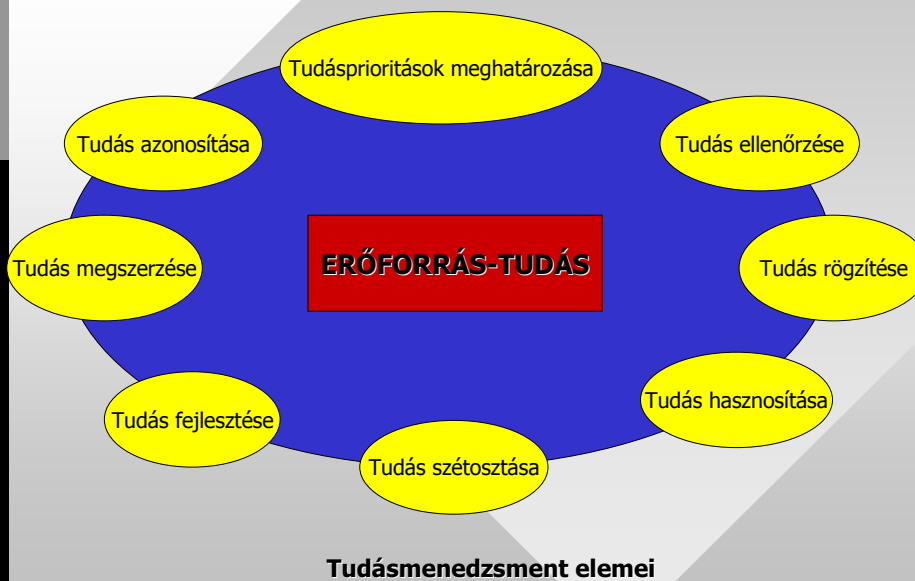 Tudásprioritások meghatározása
Tudás azonosítása
Tudás ellenőrzése
Tudás megszerzése
ERŐFORRÁS-TUDÁS
Tudás rögzítése
Tudás fejlesztése
Tudás hasznosítása
Tudás szétosztása
Tudásmenedzsment elemei